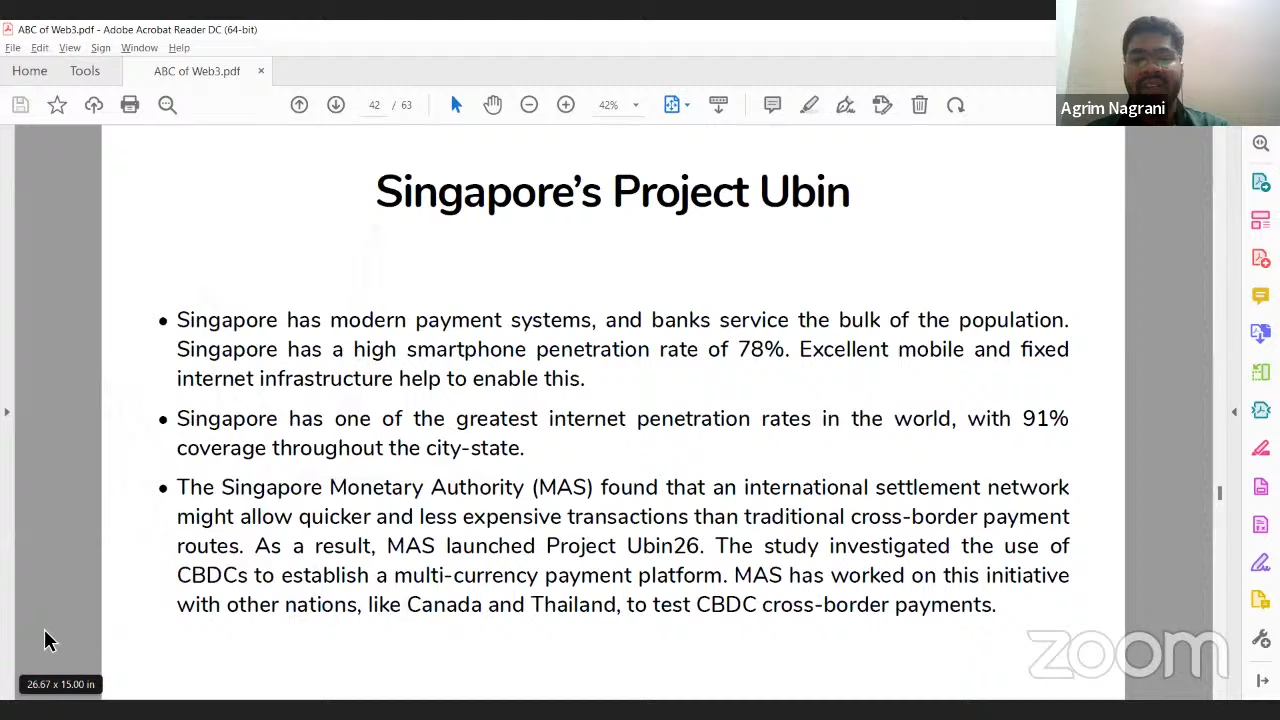 ABC of Web3.pdf - Adobe Acrobat Reader DC (64-bit)
File Edit View Sign Window Help
Home Tools ABC of Web3.pdf ×
42 / 63 42%
Agrim Nagrani
Singapore’s Project Ubin
• Singapore has modern payment systems, and banks service the bulk of the population.
Singapore has a high smartphone penetration rate of 78%. Excellent mobile and fixed
internet infrastructure help to enable this.
• Singapore has one of the greatest internet penetration rates in the world, with 91%
coverage throughout the city-state.
• The Singapore Monetary Authority (MAS) found that an international settlement network
might allow quicker and less expensive transactions than traditional cross-border payment
routes. As a result, MAS launched Project Ubin26. The study investigated the use of
CBDCs to establish a multi-currency payment platform. MAS has worked on this initiative
with other nations, like Canada and Thailand, to test CBDC cross-border payments.
zoom
26.67 x 15.00 in